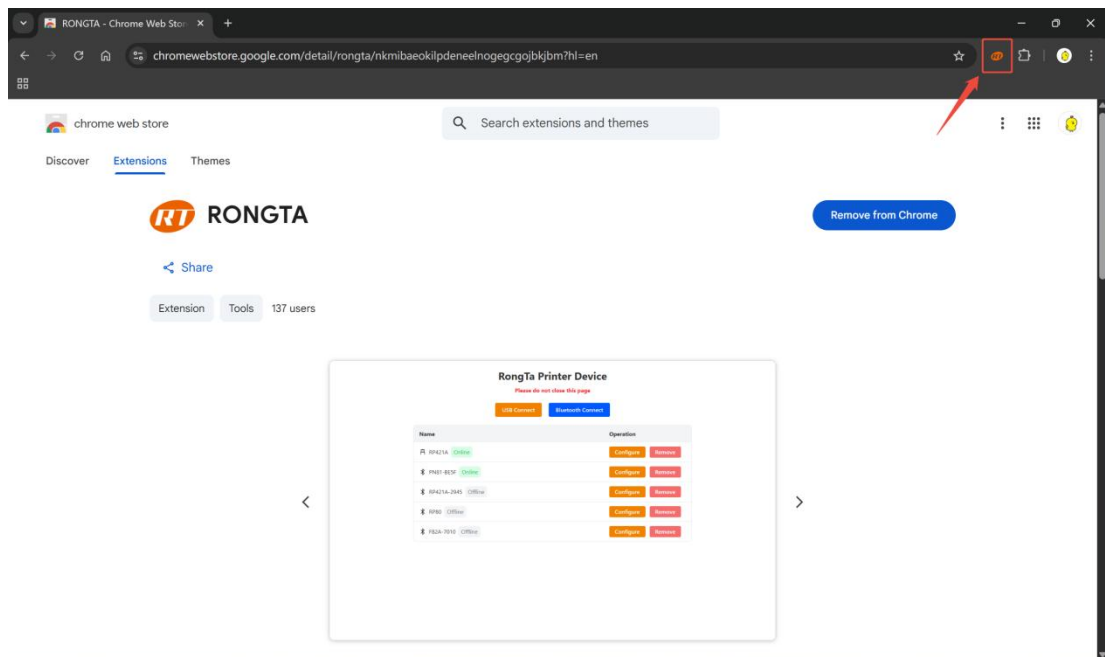 RONGTA - Chrome Web Stor
chromewebstore.google.com/detail/rongta/nkmibaeokilpdeneelnogegcgojbkjbm?hl=en
chrome web store
Search extensions and themes
Discover Extensions Themes
RT RONGTA
Remove from Chrome
Share
Extension Tools 137 users
RongTa Printer Device
Please do not close this page
USB Connect Bluetooth Connect
Name Operation
RP421A Online Configure Remove
Online Configure Remove
RP421A-2845 Offline Configure Remove
RP80 Offline Configure Remove
Offline Configure Remove